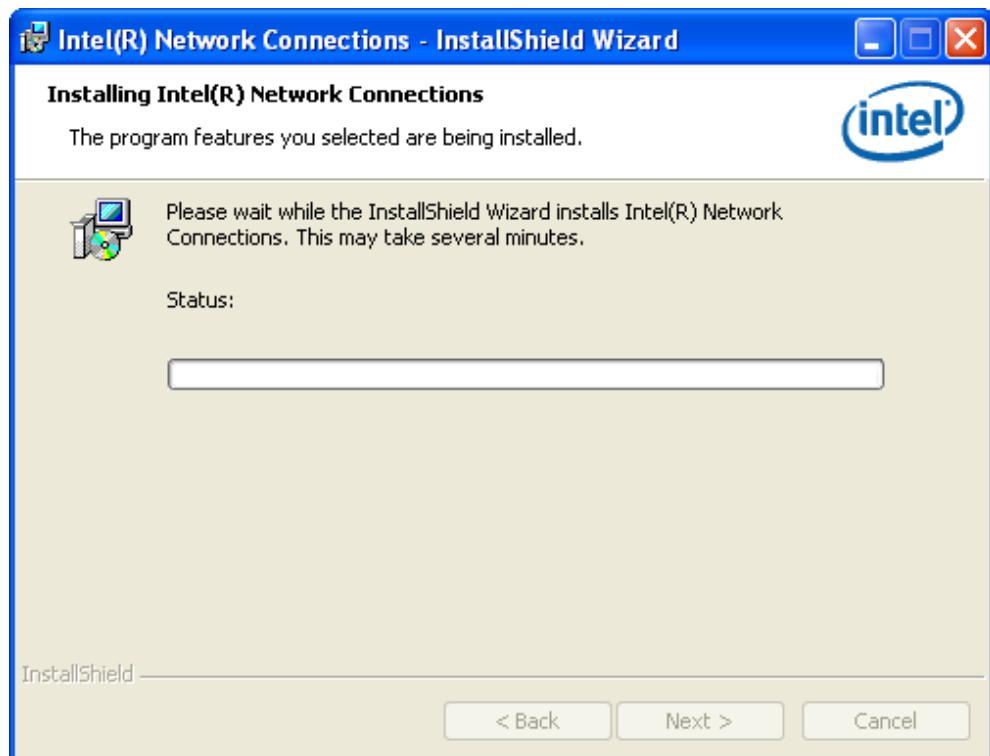 Intel(R) Network Connections - InstallShield Wizard
Installing Intel(R) Network Connections
The program features you selected are being installed.
intel
Please wait while the InstallShield Wizard installs Intel(R) Network
Connections. This may take several minutes.
Status:
InstallShield
< Back
Next >
Cancel